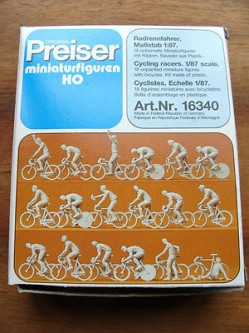 Preiser
miniaturfiguren
HO
Radrennfahrer.
Maßstab 1:87.
16 unbemalte Miniaturfiguren
mit Rädern. Bausatz aus Plastik.
Cycling racers. 1/87 scale.
16 unpainted miniature figures
with bicycles. Kit made of plastic.
Cyclistes. Echelle 1/87.
16 figurines miniatures avec bicyclettes.
Boîte d'assemblage en plastique.
Art.Nr. 16340
Made in Federal Republic of Germany
Fabriqué en République Fédérale d'Allemagne